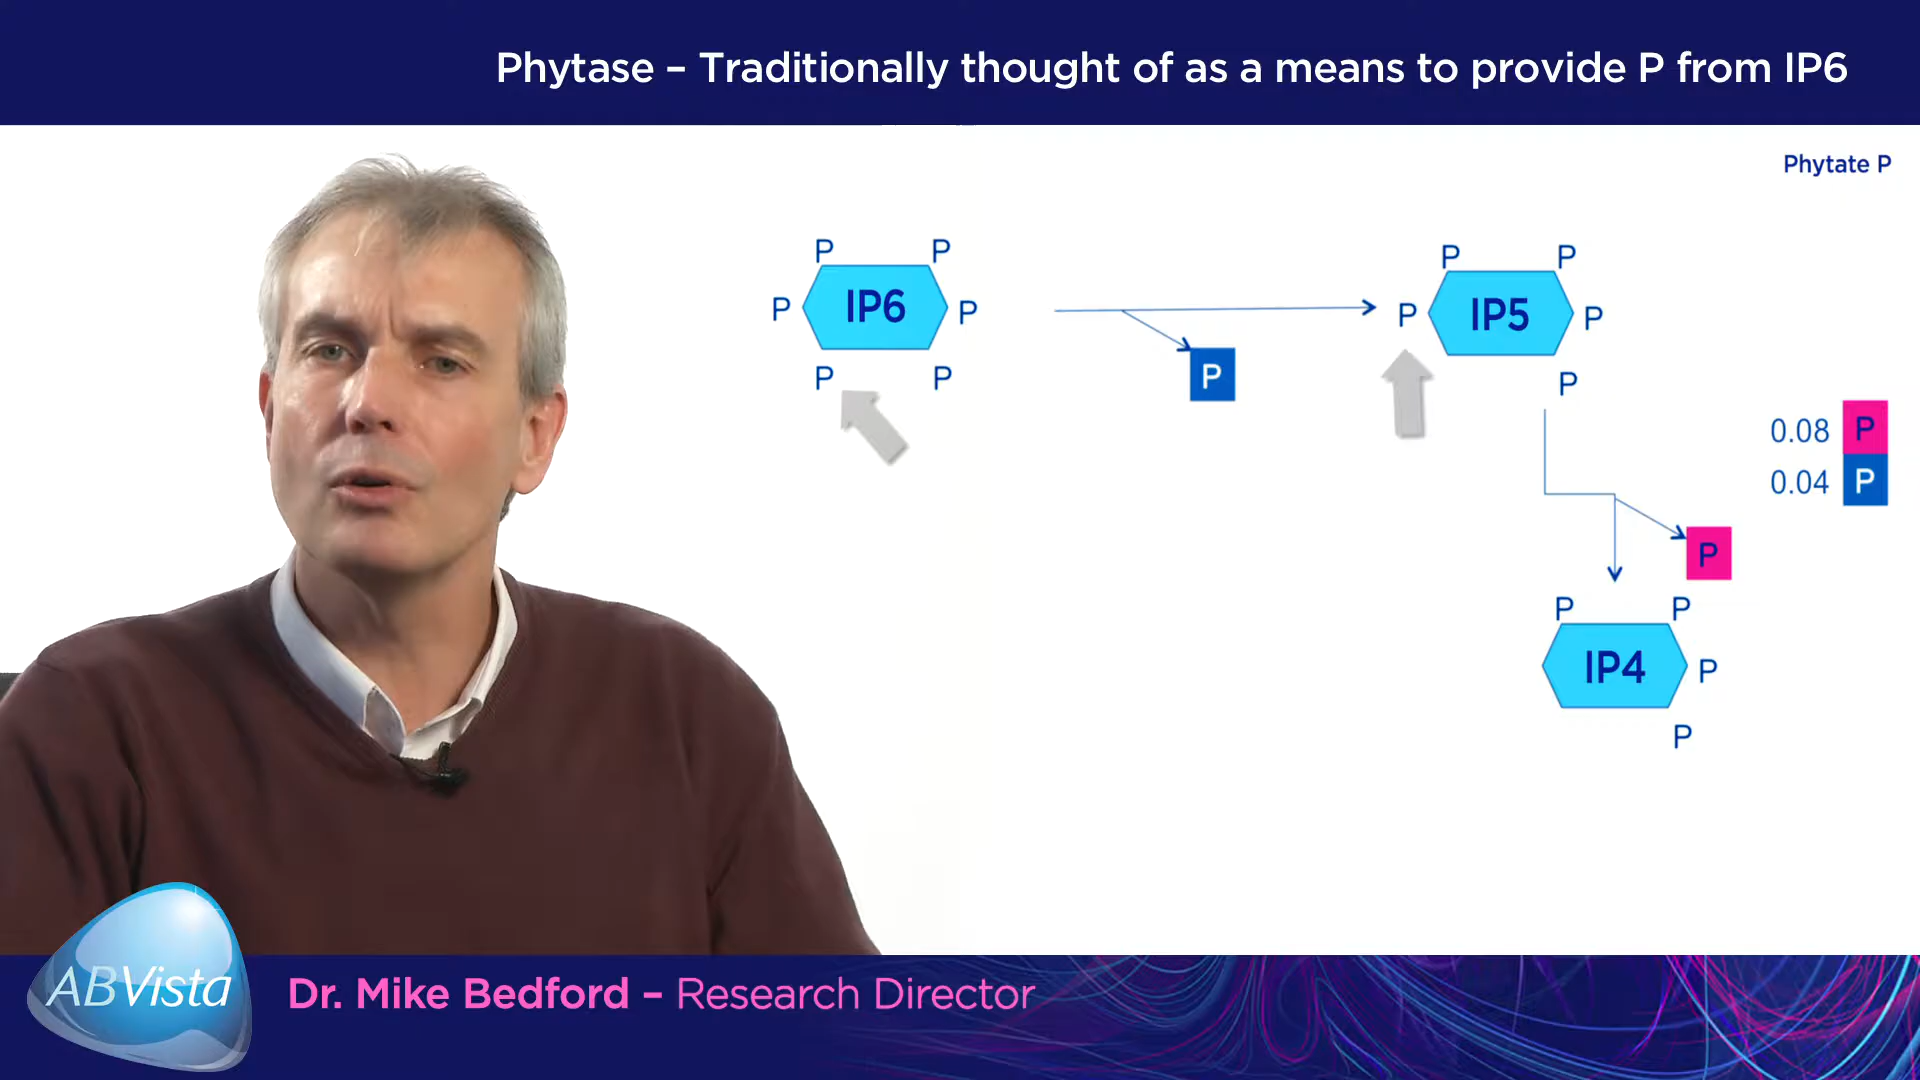 Phytase – Traditionally thought of as a means to provide P from IP6
Phytate P
P P
P IP6 P
P P
P
P P
P IP5 P
P
0.08 P
0.04 P
P
P P
IP4 P
P
ABVista
Dr. Mike Bedford – Research Director